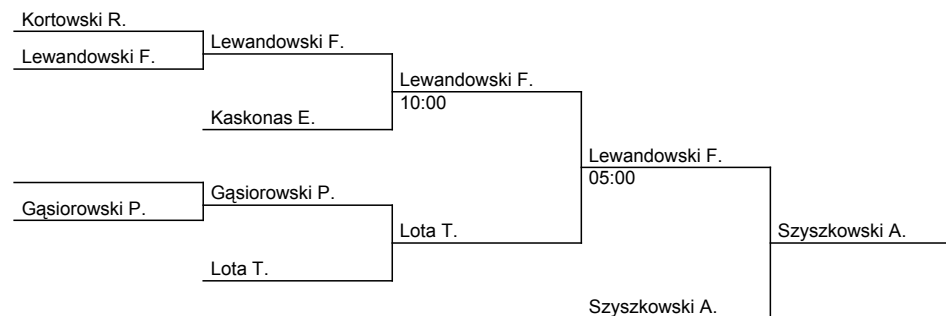 Kortowski R.
Lewandowski F.
Lewandowski F.
Kaskonas E.
Lewandowski F.
10:00
Gąsiorowski P.
Gąsiorowski P.
Lota T.
Lota T.
Lewandowski F.
05:00
Szyszkowski A.
Szyszkowski A.